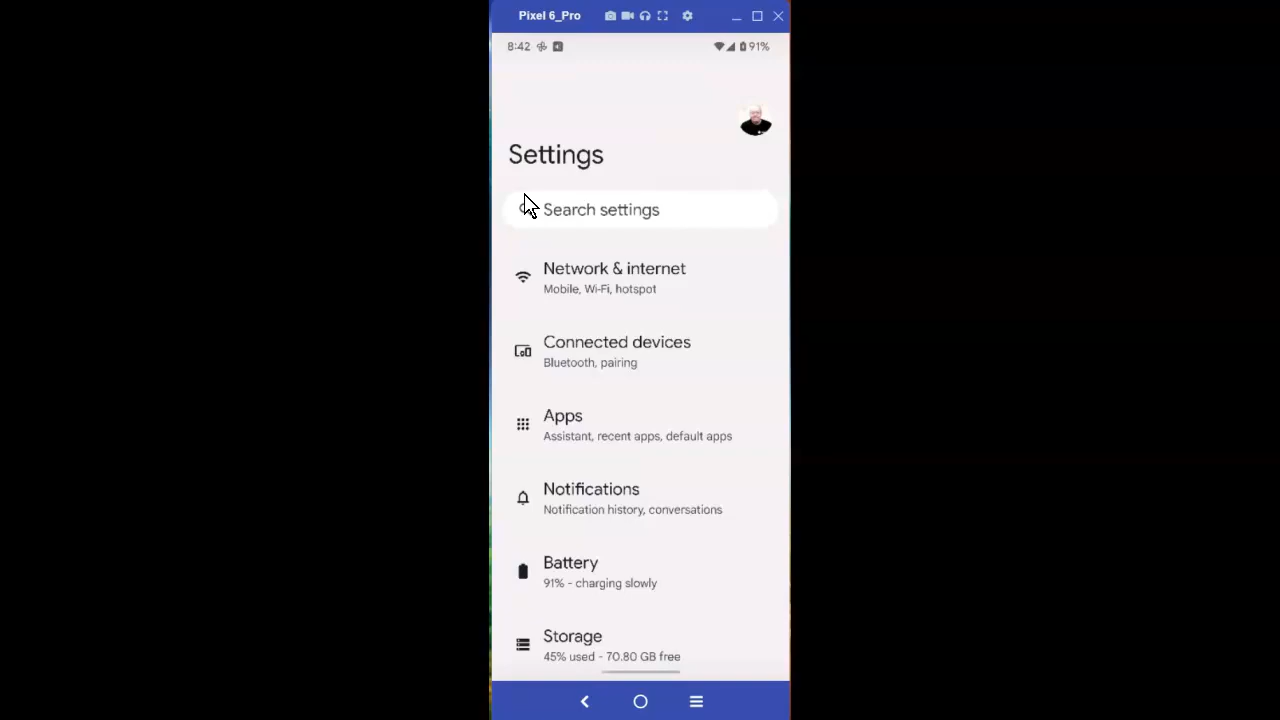 Pixel 6_Pro
8:42 91%
Settings
Search settings
Network & internet
Mobile, Wi-Fi, hotspot
Connected devices
Bluetooth, pairing
Apps
Assistant, recent apps, default apps
Notifications
Notification history, conversations
Battery
91% - charging slowly
Storage
45% used - 70.80 GB free